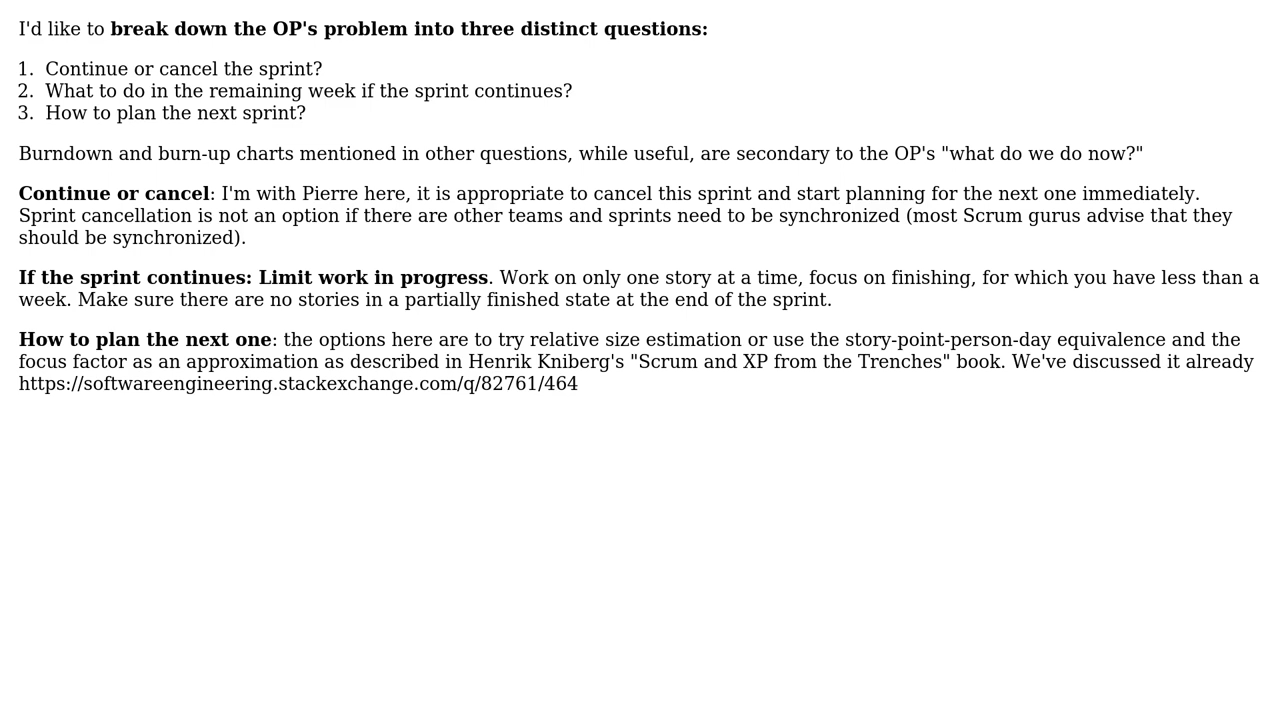 I'd like to break down the OP's problem into three distinct questions:
1. Continue or cancel the sprint?
2. What to do in the remaining week if the sprint continues?
3. How to plan the next sprint?
Burndown and burn-up charts mentioned in other questions, while useful, are secondary to the OP's "what do we do now?"
Continue or cancel: I'm with Pierre here, it is appropriate to cancel this sprint and start planning for the next one immediately.
Sprint cancellation is not an option if there are other teams and sprints need to be synchronized (most Scrum gurus advise that they
should be synchronized).
If the sprint continues: Limit work in progress. Work on only one story at a time, focus on finishing, for which you have less than a
week. Make sure there are no stories in a partially finished state at the end of the sprint.
How to plan the next one: the options here are to try relative size estimation or use the story-point-person-day equivalence and the
focus factor as an approximation as described in Henrik Kniberg's "Scrum and XP from the Trenches" book. We've discussed it already
https://softwareengineering.stackexchange.com/q/82761/464